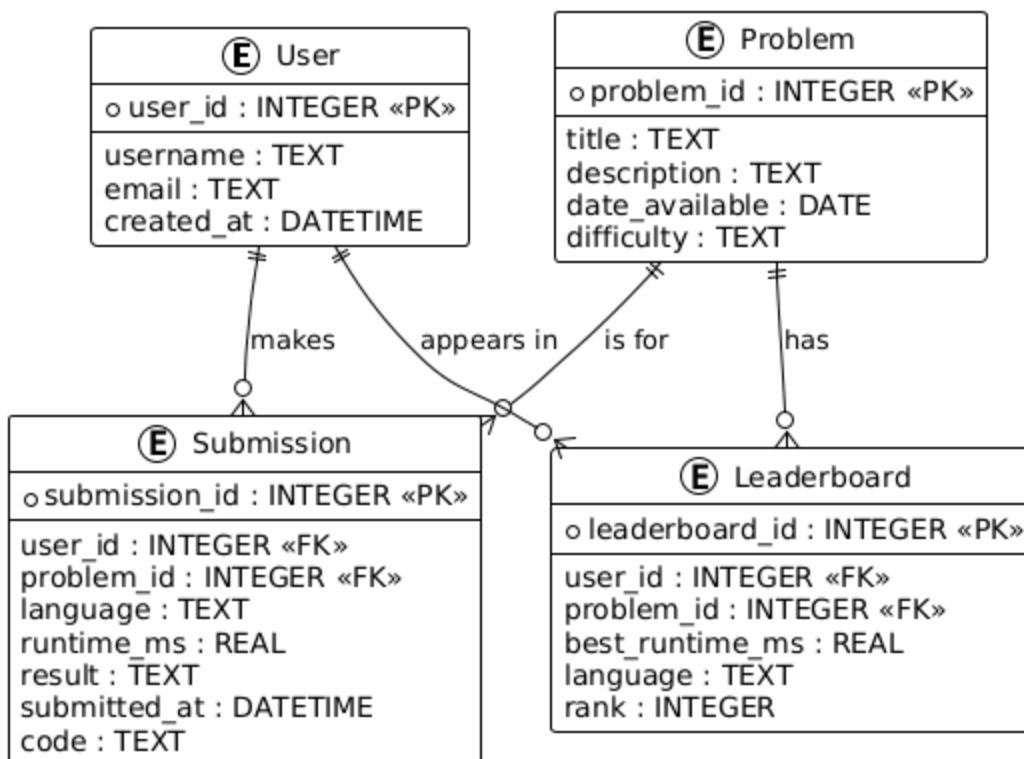 E User
user_id : INTEGER «PK»
username : TEXT
email : TEXT
created_at : DATETIME
E Problem
problem_id : INTEGER «PK»
title : TEXT
description : TEXT
date_available : DATE
difficulty : TEXT
makes
appears in
is for
has
E Submission
submission_id : INTEGER «PK»
user_id : INTEGER «FK»
problem_id : INTEGER «FK»
language : TEXT
runtime_ms : REAL
result : TEXT
submitted_at : DATETIME
code : TEXT
E Leaderboard
leaderboard_id : INTEGER «PK»
user_id : INTEGER «FK»
problem_id : INTEGER «FK»
best_runtime_ms : REAL
language : TEXT
rank : INTEGER